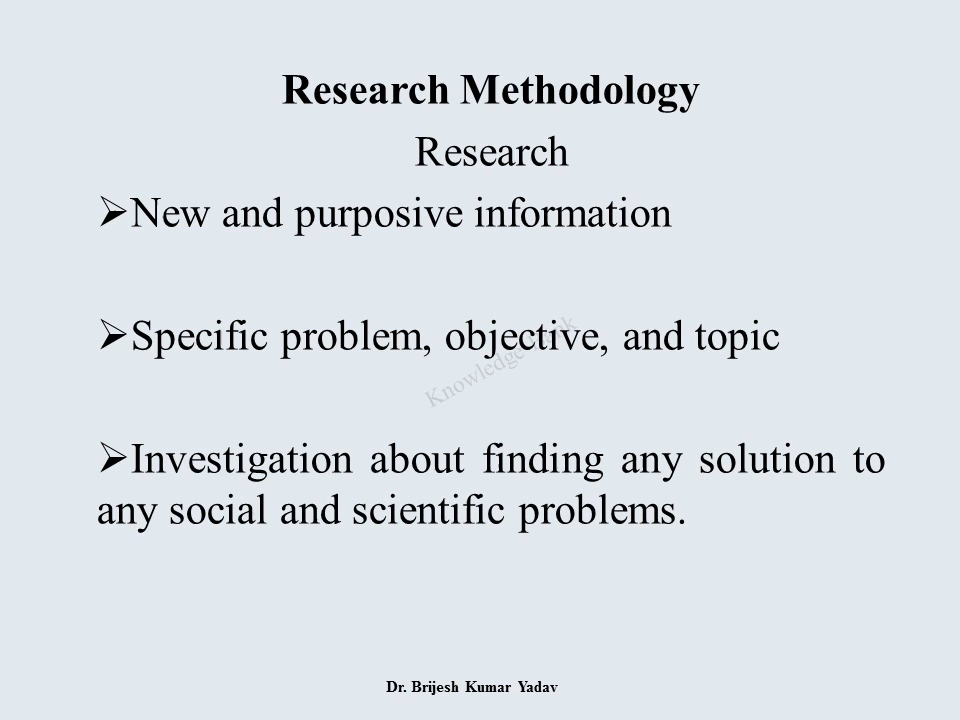 Research Methodology
Research
➢New and purposive information
➢Specific problem, objective, and topic
Knowledge
➢Investigation about finding any solution to
any social and scientific problems.
Dr. Brijesh Kumar Yadav